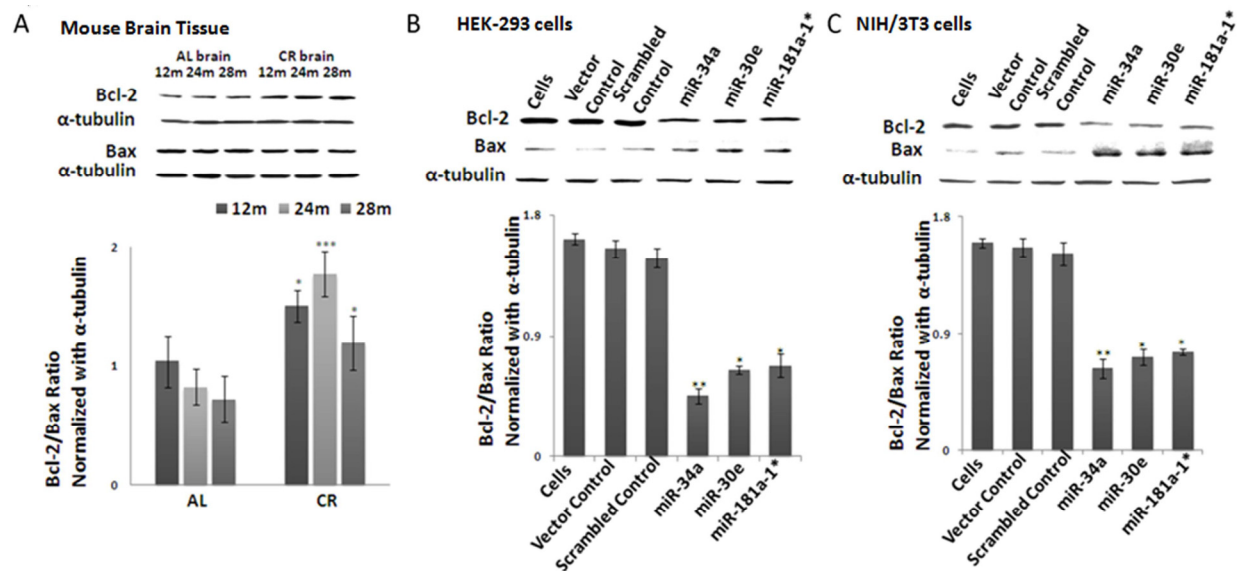 A
Mouse Brain Tissue
AL brain CR brain
12m 24m 28m 12m 24m 28m
Bcl-2
α-tubulin
Bax
α-tubulin
12m 24m 28m
2
1
0
Bcl-2/Bax Ratio
Normalized with α-tubulin
* *** *
AL CR
B
HEK-293 cells
Cells
Vector
Control
Scrambled
Control
miR-34a
miR-30e
miR-181a-1*
Bcl-2
Bax
α-tubulin
1.8
0.9
0
Bcl-2/Bax Ratio
Normalized with α-tubulin
** * *
Cells
Vector Control
Scrambled Control
miR-34a
miR-30e
miR-181a-1*
C
NIH/3T3 cells
Cells
Vector
Control
Scrambled
Control
miR-34a
miR-30e
miR-181a-1*
Bcl-2
Bax
α-tubulin
1.8
0.9
0
Bcl-2/Bax Ratio
Normalized with α-tubulin
** * *
Cells
Vector Control
Scrambled Control
miR-34a
miR-30e
miR-181a-1*